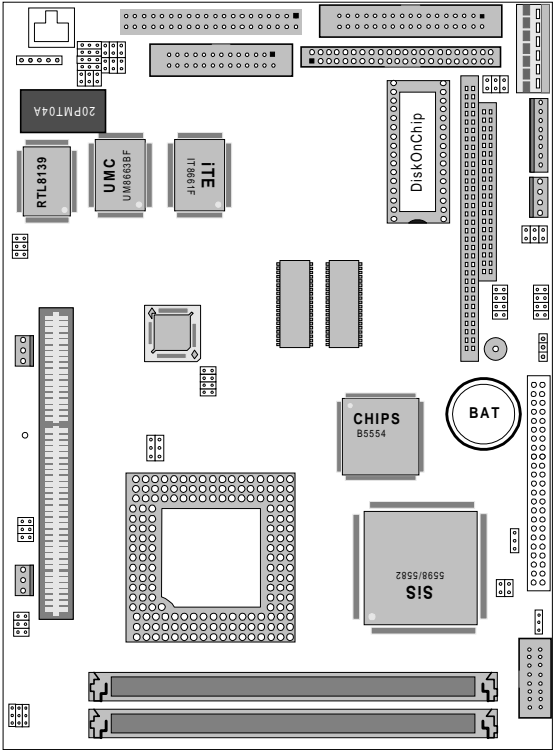 20PMT04A
RTL8139
UMC
UM8663BF
iTE
IT8661F
DiskOnChip
CHIPS
B5554
BAT
SiS
5598/5582